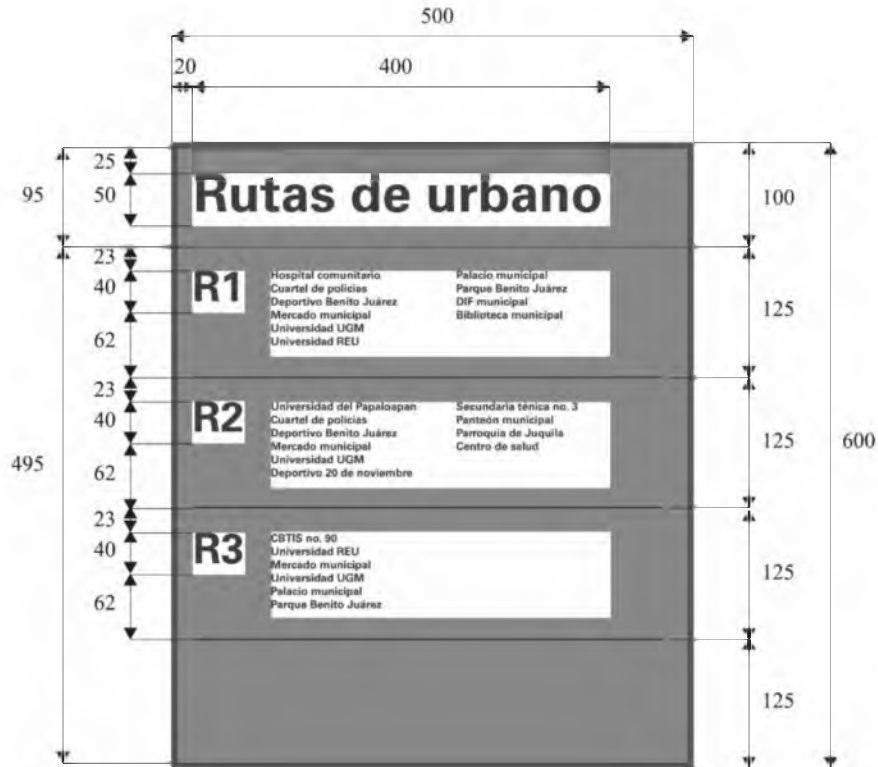 500
20 400
25
95 50 100
Rutas de urbano
23
40
62
R1
Hospital comunitario
Cuartel de policias
Deportivo Benito Juárez
Mercado municipal
Universidad UGM
Universidad REU
Palacio municipal
Parque Benito Juárez
DIF municipal
Biblioteca municipal
125
23
40
62
R2
Universidad del Papaloapan
Cuartel de policias
Deportivo Benito Juárez
Mercado municipal
Universidad UGM
Deportivo 20 de noviembre
Secundaria ténica no. 3
Panteón municipal
Parroquia de Juquila
Centro de salud
125
495
600
23
40
62
R3
CBTIS no. 90
Universidad REU
Mercado municipal
Universidad UGM
Palacio municipal
Parque Benito Juárez
125
125